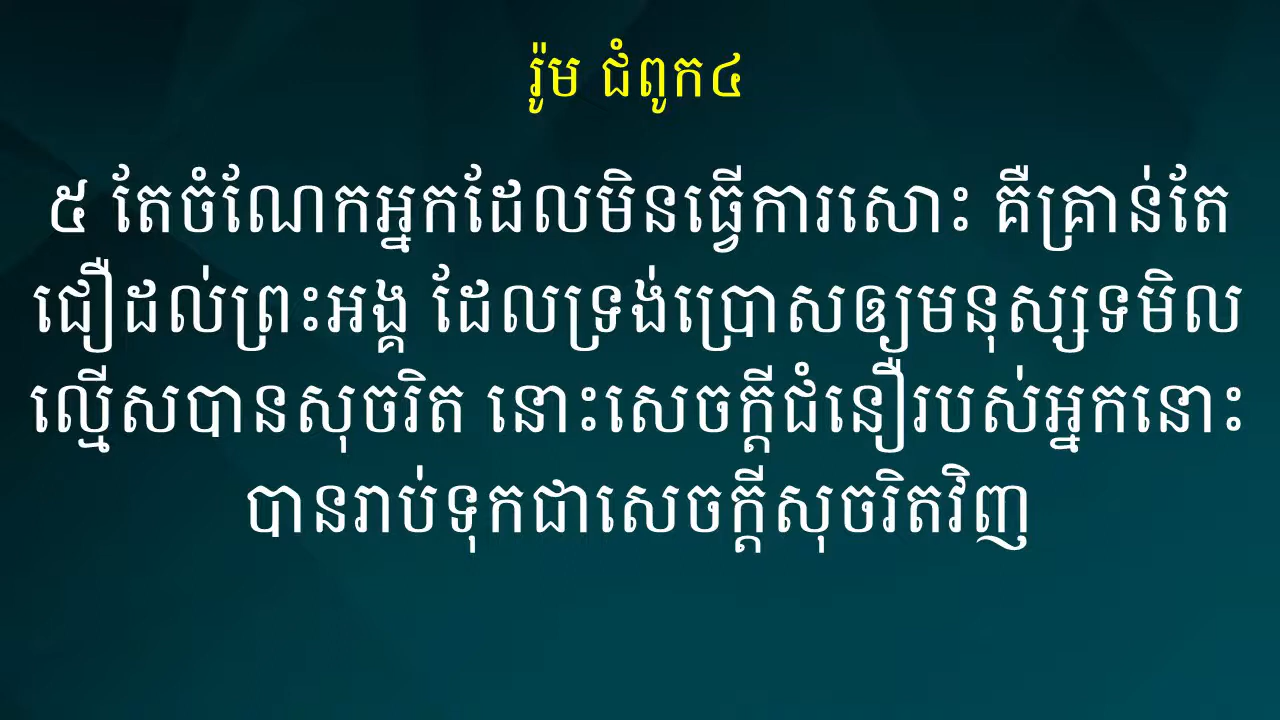 រ៉ូម ជំពូក៤
៥ តែចំណែកអ្នកដែលមិនធ្វើការសោះ គឺគ្រាន់តែ
ជឿដល់ព្រះអង្គ ដែលទ្រង់ប្រោសឲ្យមនុស្សទមិល
ល្មើសបានសុចរិត នោះសេចក្ដីជំនឿរបស់អ្នកនោះ
បានរាប់ទុកជាសេចក្ដីសុចរិតវិញ